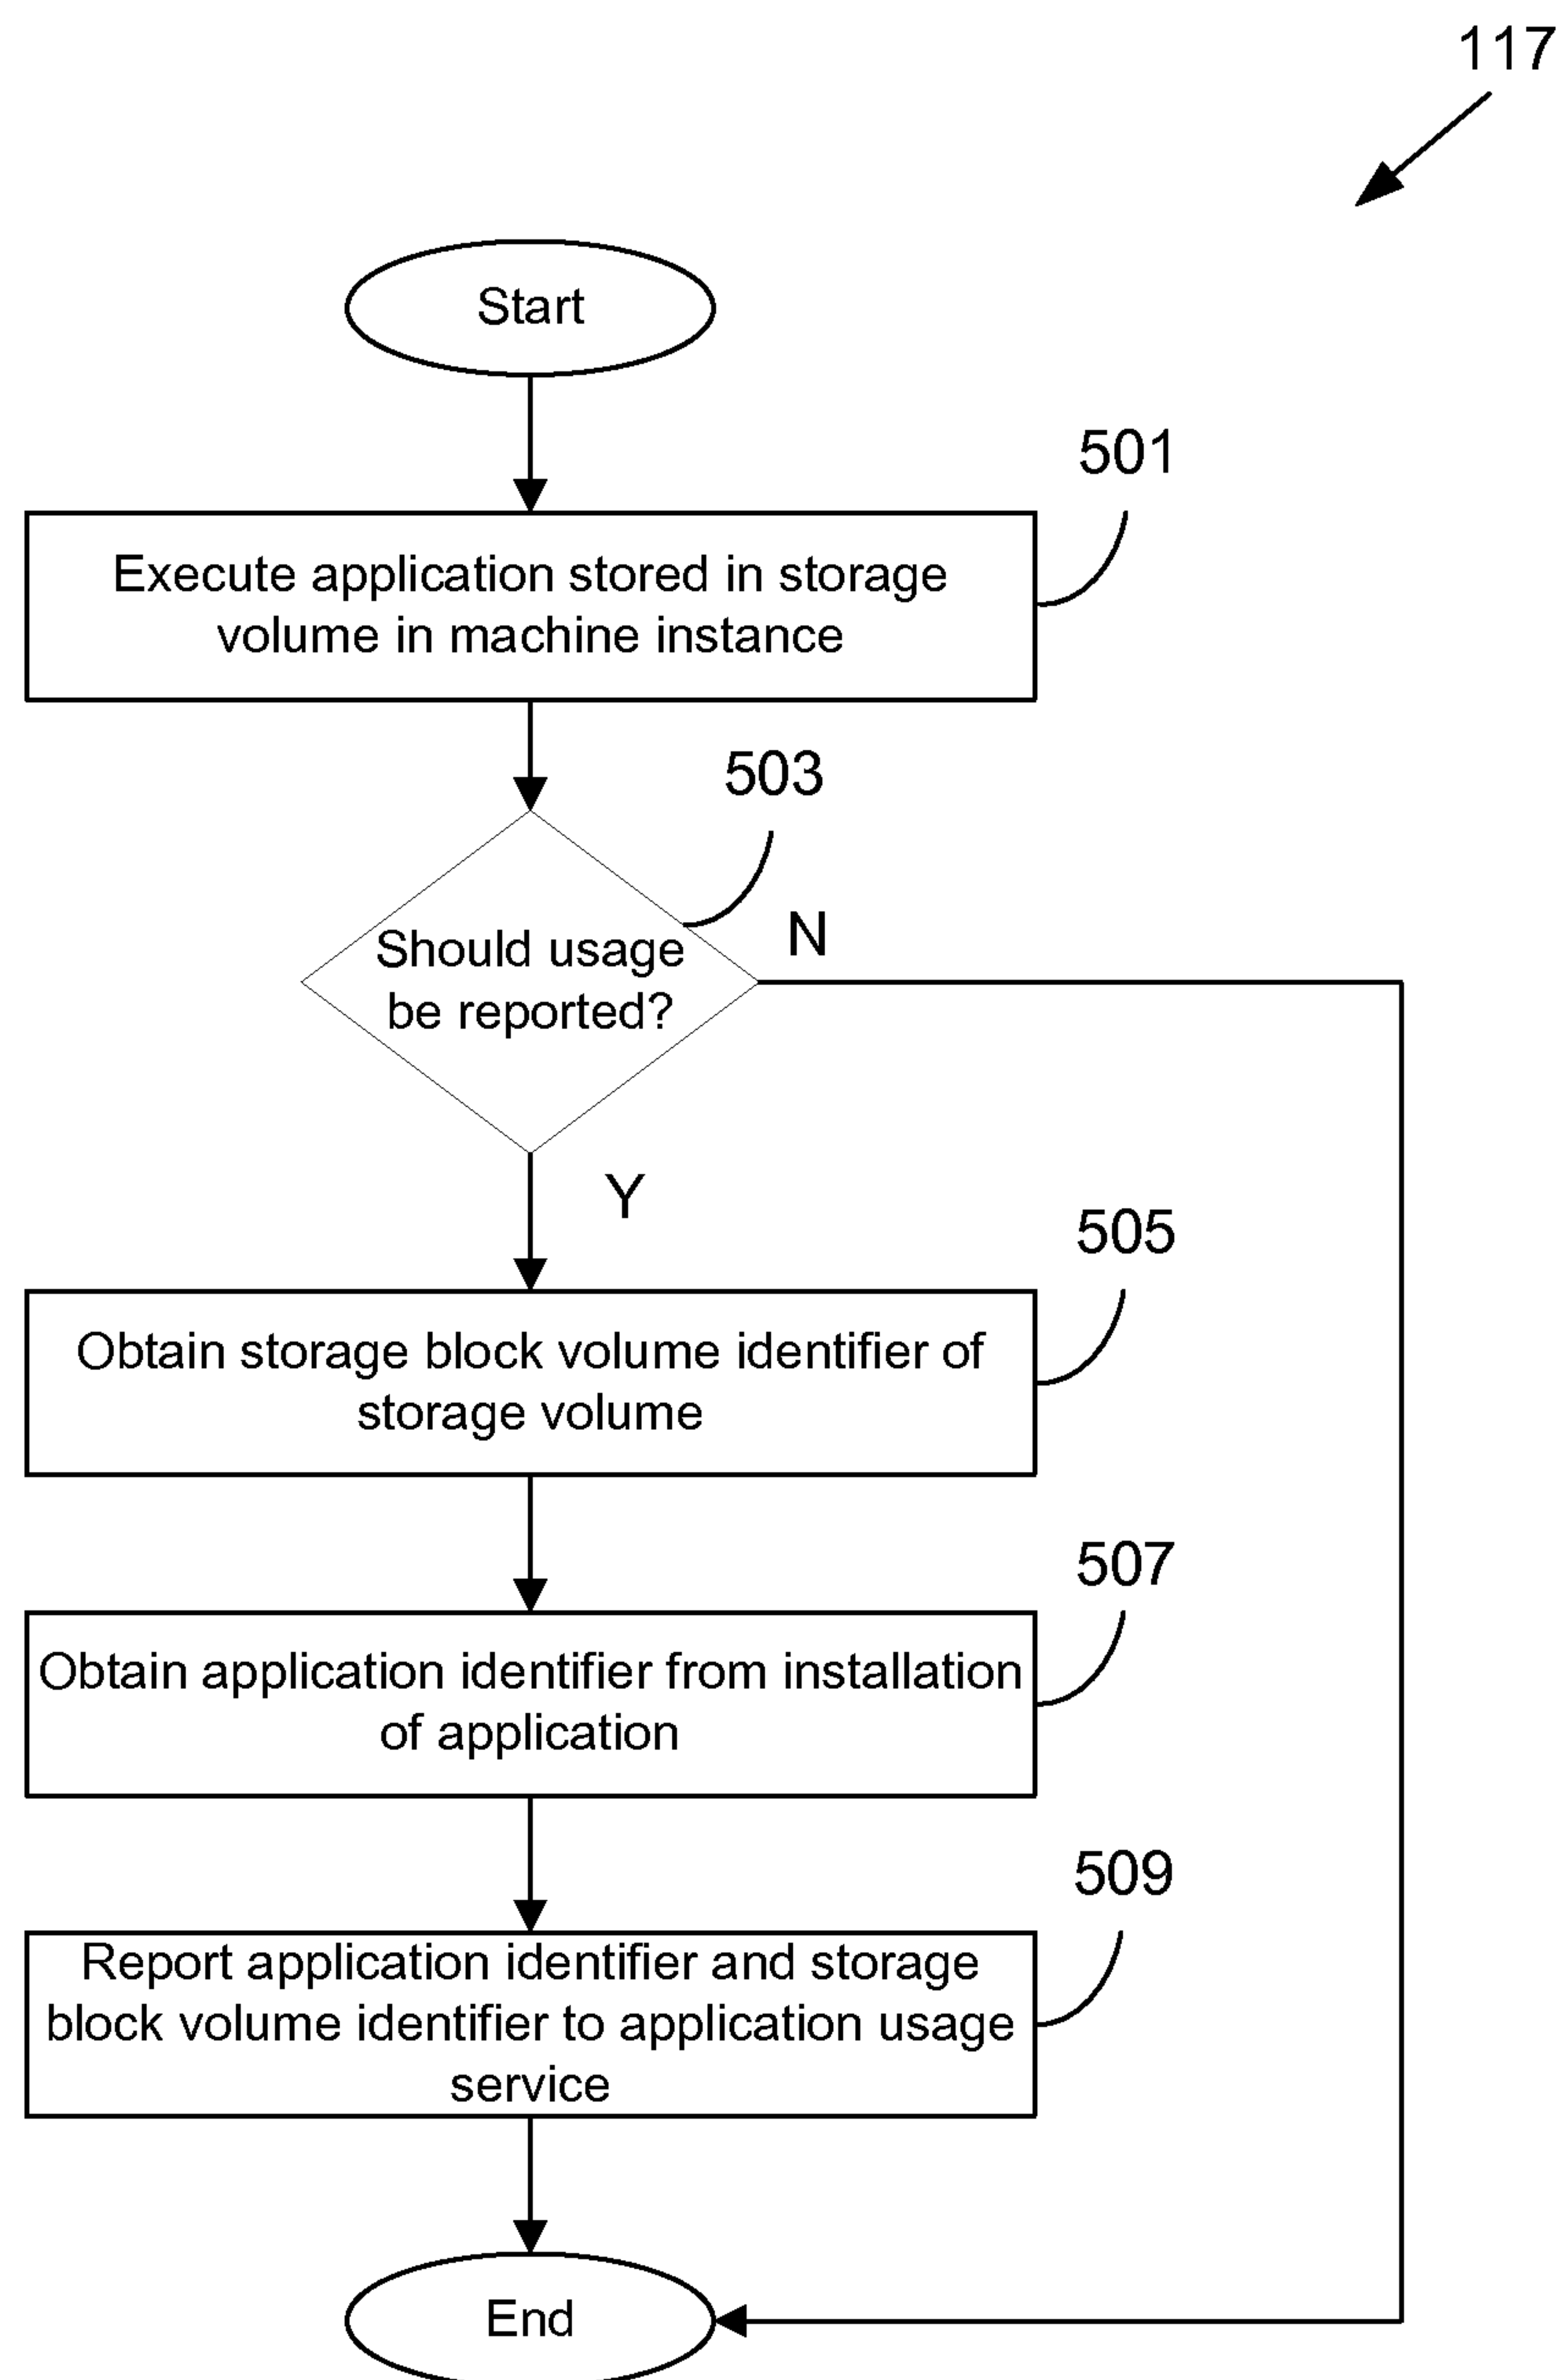 117
Start
501
Execute application stored in storage
volume in machine instance
503
Should usage
be reported?
N
Y
505
Obtain storage block volume identifier of
storage volume
507
Obtain application identifier from installation
of application
509
Report application identifier and storage
block volume identifier to application usage
service
End